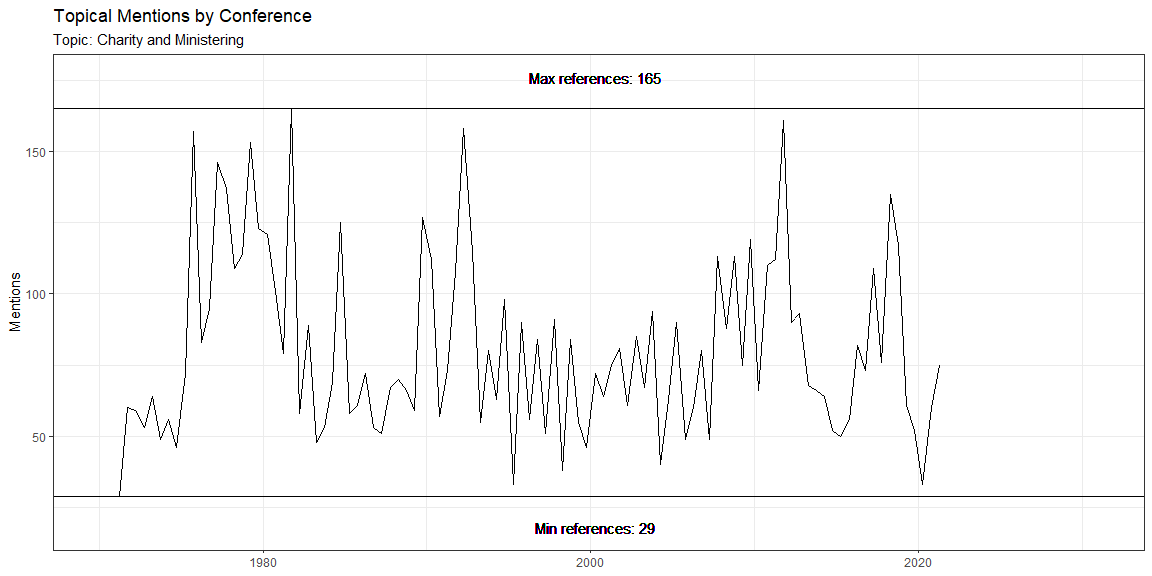 Topical Mentions by Conference
Topic: Charity and Ministering
Max references: 165
150
100
50
Mentions
Min references: 29
1980
2000
2020